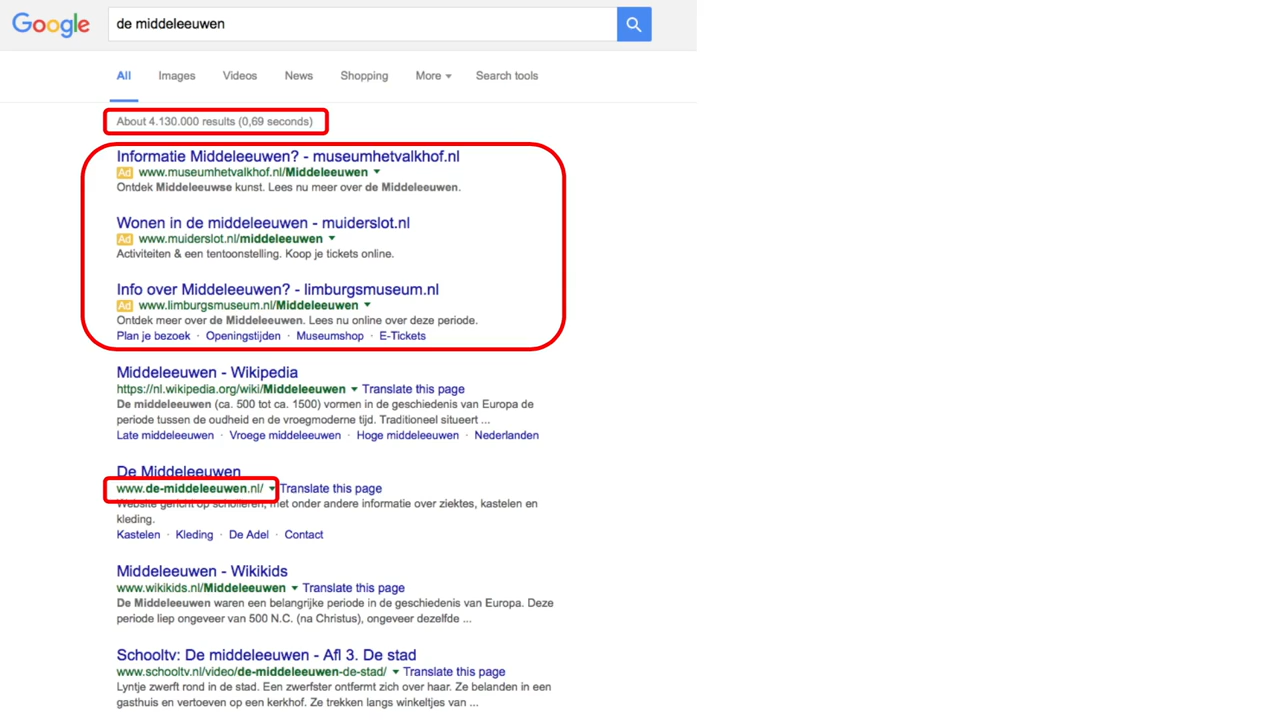 Google de middeleeuwen
All Images Videos News Shopping More Search tools
About 4.130.000 results (0,69 seconds)
Informatie Middeleeuwen? - museumhetvalkhof.nl
Ad www.museumhetvalkhof.nl/Middeleeuwen
Ontdek Middeleeuwse kunst. Lees nu meer over de Middeleeuwen.
Wonen in de middeleeuwen - muiderslot.nl
Ad www.muiderslot.nl/middeleeuwen
Activiteiten & een tentoonstelling. Koop je tickets online.
Info over Middeleeuwen? - limburgsmuseum.nl
Ad www.limburgsmuseum.nl/Middeleeuwen
Ontdek meer over de Middeleeuwen. Lees nu online over deze periode.
Plan je bezoek · Openingstijden · Museumshop · E-Tickets
Middeleeuwen - Wikipedia
https://nl.wikipedia.org/wiki/Middeleeuwen Translate this page
De middeleeuwen (ca. 500 tot ca. 1500) vormen in de geschiedenis van Europa de
periode tussen de oudheid en de vroegmoderne tijd. Traditioneel situeert ...
Late middeleeuwen · Vroege middeleeuwen · Hoge middeleeuwen · Nederlanden
De Middeleeuwen
www.de-middeleeuwen.nl/ Translate this page
Website gericht op scholieren, met onder andere informatie over ziektes, kastelen en
kleding.
Kastelen · Kleding · De Adel · Contact
Middeleeuwen - Wikikids
www.wikikids.nl/Middeleeuwen Translate this page
De Middeleeuwen waren een belangrijke periode in de geschiedenis van Europa. Deze
periode liep ongeveer van 500 N.C. (na Christus), ongeveer dezelfde ...
Schooltv: De middeleeuwen - Afl 3. De stad
www.schooltv.nl/video/de-middeleeuwen-de-stad/ Translate this page
Lyntje zwerft rond in de stad. Een zwerfster ontfermt zich over haar. Ze belanden in een
gasthuis en vertoeven op een kerkhof. Ze trekken langs winkeltjes van ...